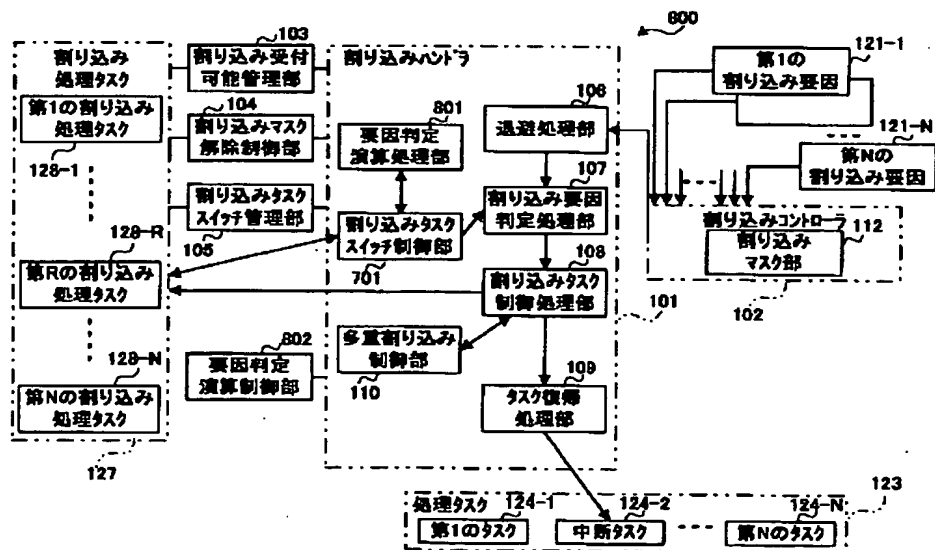 800
割り込み
処理タスク
第1の割り込み
処理タスク
128-1
128-R
第Rの割り込み
処理タスク
128-N
第Nの割り込み
処理タスク
127
103
割り込み受付
可能管理部
104
割り込みマスク
解除制御部
割り込みタスク
スイッチ管理部
105
802
要因判定
演算制御部
割り込みハンドラ
801
要因判定
演算処理部
割り込みタスク
スイッチ制御部
701
多重割り込み
制御部
110
106
退避処理部
107
割り込み要因
判定処理部
108
割り込みタスク
制御処理部
109
タスク復帰
処理部
101
121-1
第1の
割り込み要因
121-N
第Nの
割り込み要因
割り込みコントローラ
112
割り込み
マスク部
102
123
処理タスク
124-1
第1のタスク
124-2
中断タスク
124-N
第Nのタスク